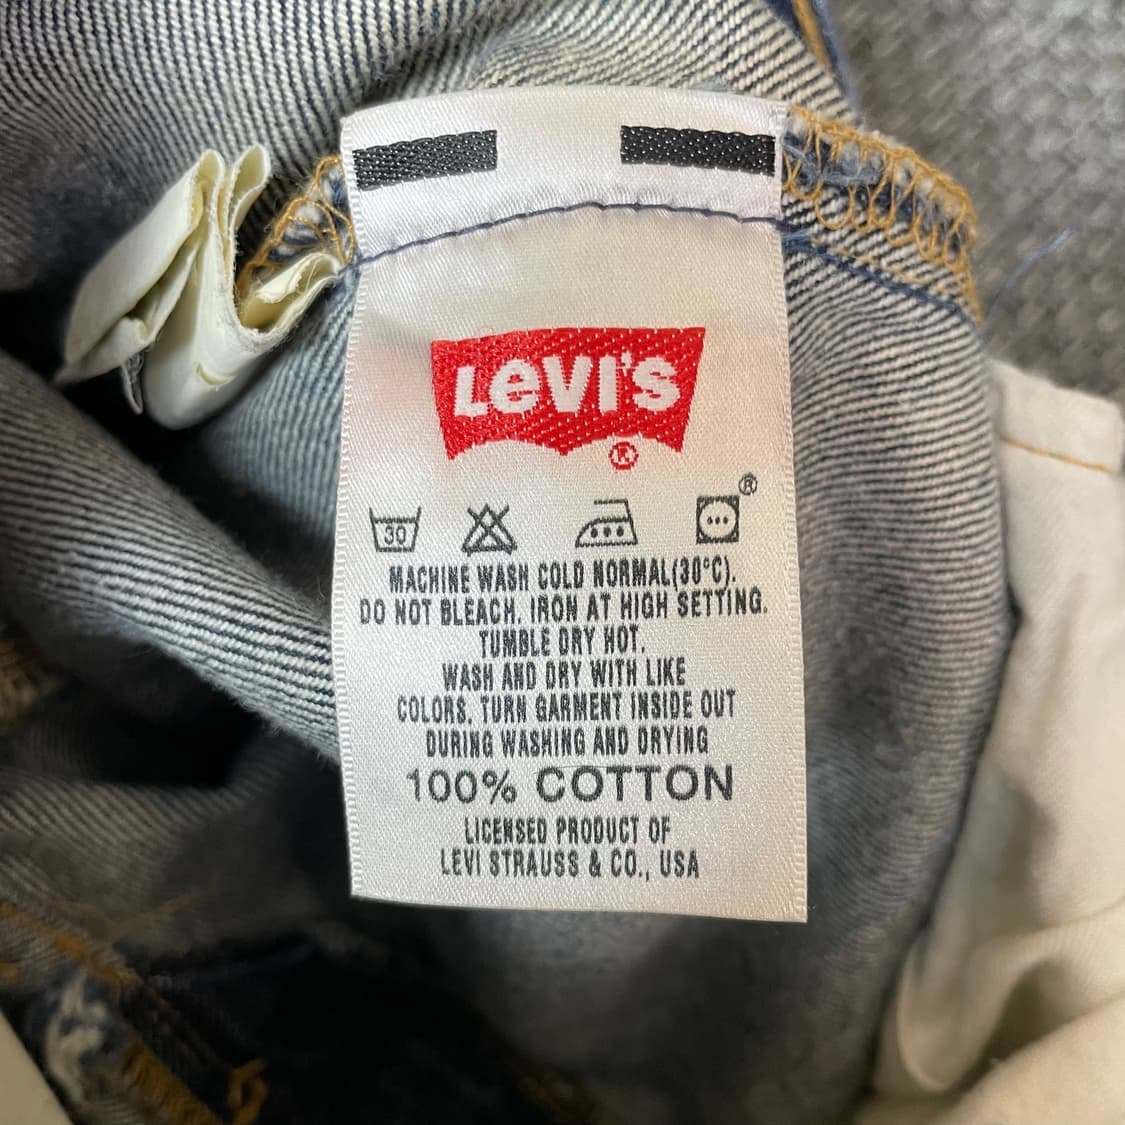 Levi's
®
30
®
MACHINE WASH COLD NORMAL(30°C).
DO NOT BLEACH. IRON AT HIGH SETTING.
TUMBLE DRY HOT.
WASH AND DRY WITH LIKE
COLORS. TURN GARMENT INSIDE OUT
DURING WASHING AND DRYING
100% COTTON
LICENSED PRODUCT OF
LEVI STRAUSS & CO., USA